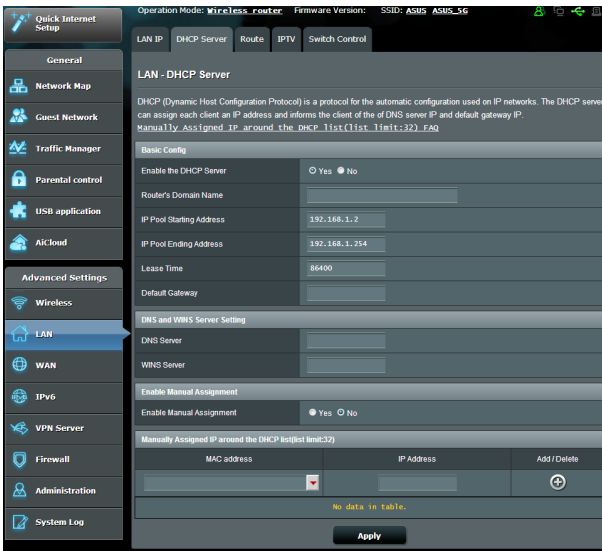 Quick Internet
Setup
Operation Mode: Wireless router Firmware Version: SSID: ASUS ASUS_5G
LAN IP DHCP Server Route IPTV Switch Control
General
Network Map
Guest Network
Traffic Manager
Parental control
USB application
AiCloud
Advanced Settings
Wireless
LAN
WAN
IPv6
VPN Server
Firewall
Administration
System Log
LAN - DHCP Server
DHCP (Dynamic Host Configuration Protocol) is a protocol for the automatic configuration used on IP networks. The DHCP server
can assign each client an IP address and informs the client of the of DNS server IP and default gateway IP.
Manually Assigned IP around the DHCP list(list limit:32) FAQ
Basic Config
Enable the DHCP Server Yes No
Router's Domain Name
IP Pool Starting Address 192.168.1.2
IP Pool Ending Address 192.168.1.254
Lease Time 86400
Default Gateway
DNS and WINS Server Setting
DNS Server
WINS Server
Enable Manual Assignment
Enable Manual Assignment Yes No
Manually Assigned IP around the DHCP list(list limit:32)
MAC address IP Address Add / Delete
No data in table.
Apply